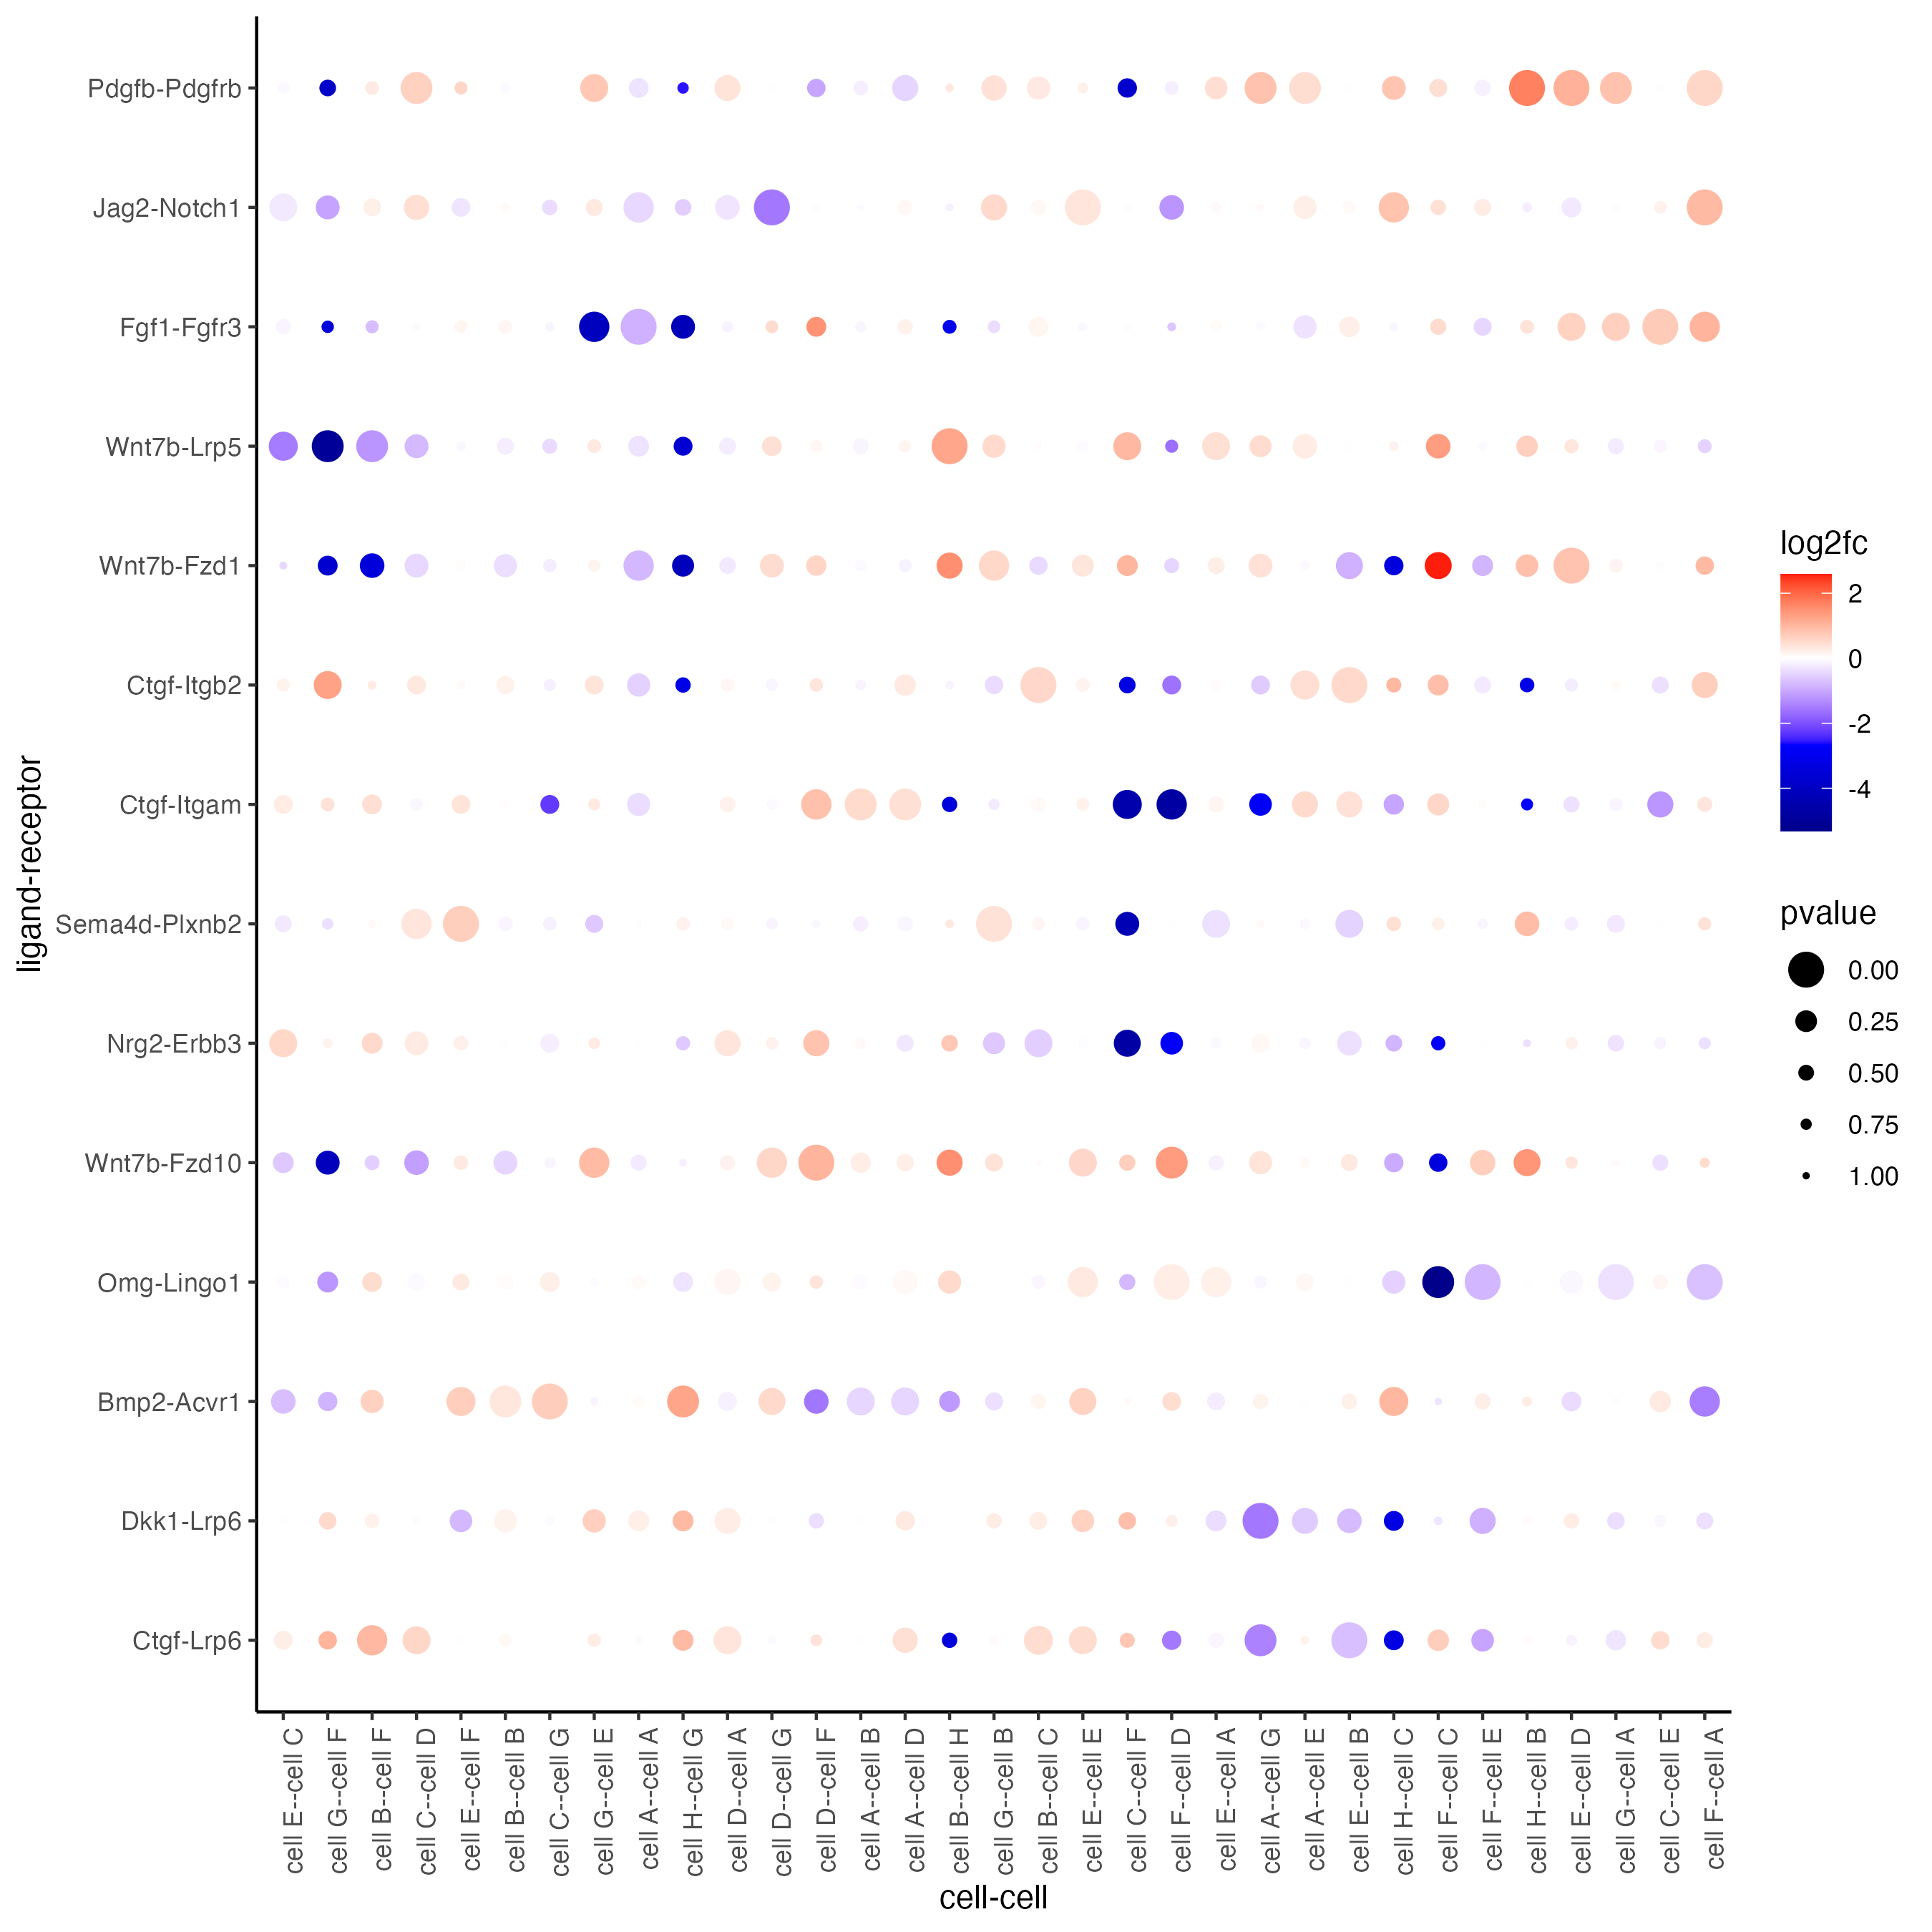 Pdgfb-Pdgfrb
Jag2-Notch1
Fgf1-Fgfr3
Wnt7b-Lrp5
Wnt7b-Fzd1
Ctgf-Itgb2
Ctgf-Itgam
Sema4d-Plxnb2
Nrg2-Erbb3
Wnt7b-Fzd10
Omg-Lingo1
Bmp2-Acvr1
Dkk1-Lrp6
Ctgf-Lrp6
ligand-receptor
cell E--cell C
cell G--cell F
cell B--cell F
cell C--cell D
cell E--cell F
cell B--cell B
cell C--cell G
cell G--cell E
cell A--cell A
cell H--cell G
cell D--cell A
cell D--cell G
cell D--cell F
cell A--cell B
cell A--cell D
cell B--cell H
cell G--cell B
cell B--cell C
cell E--cell E
cell C--cell F
cell F--cell D
cell E--cell A
cell A--cell G
cell A--cell E
cell E--cell B
cell H--cell C
cell F--cell C
cell F--cell E
cell H--cell B
cell E--cell D
cell G--cell A
cell C--cell E
cell F--cell A
cell-cell
log2fc
2
0
-2
-4
pvalue
0.00
0.25
0.50
0.75
1.00